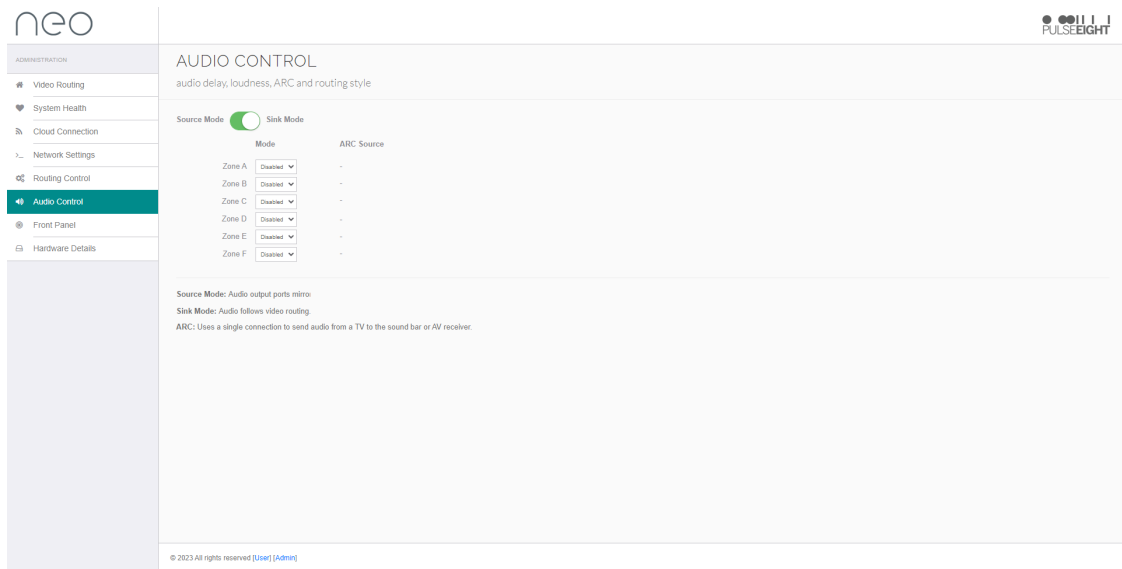 neo
PULSEEIGHT
ADMINISTRATION
Video Routing
System Health
Cloud Connection
Network Settings
Routing Control
Audio Control
Front Panel
Hardware Details
AUDIO CONTROL
audio delay, loudness, ARC and routing style
Source Mode Sink Mode
Mode ARC Source
Zone A Disabled -
Zone B Disabled -
Zone C Disabled -
Zone D Disabled -
Zone E Disabled -
Zone F Disabled -
Source Mode: Audio output ports
Sink Mode: Audio follows video routing.
ARC: Uses a single connection to send audio from a TV to the sound bar or AV receiver.
© 2023 All rights reserved [User] [Admin]